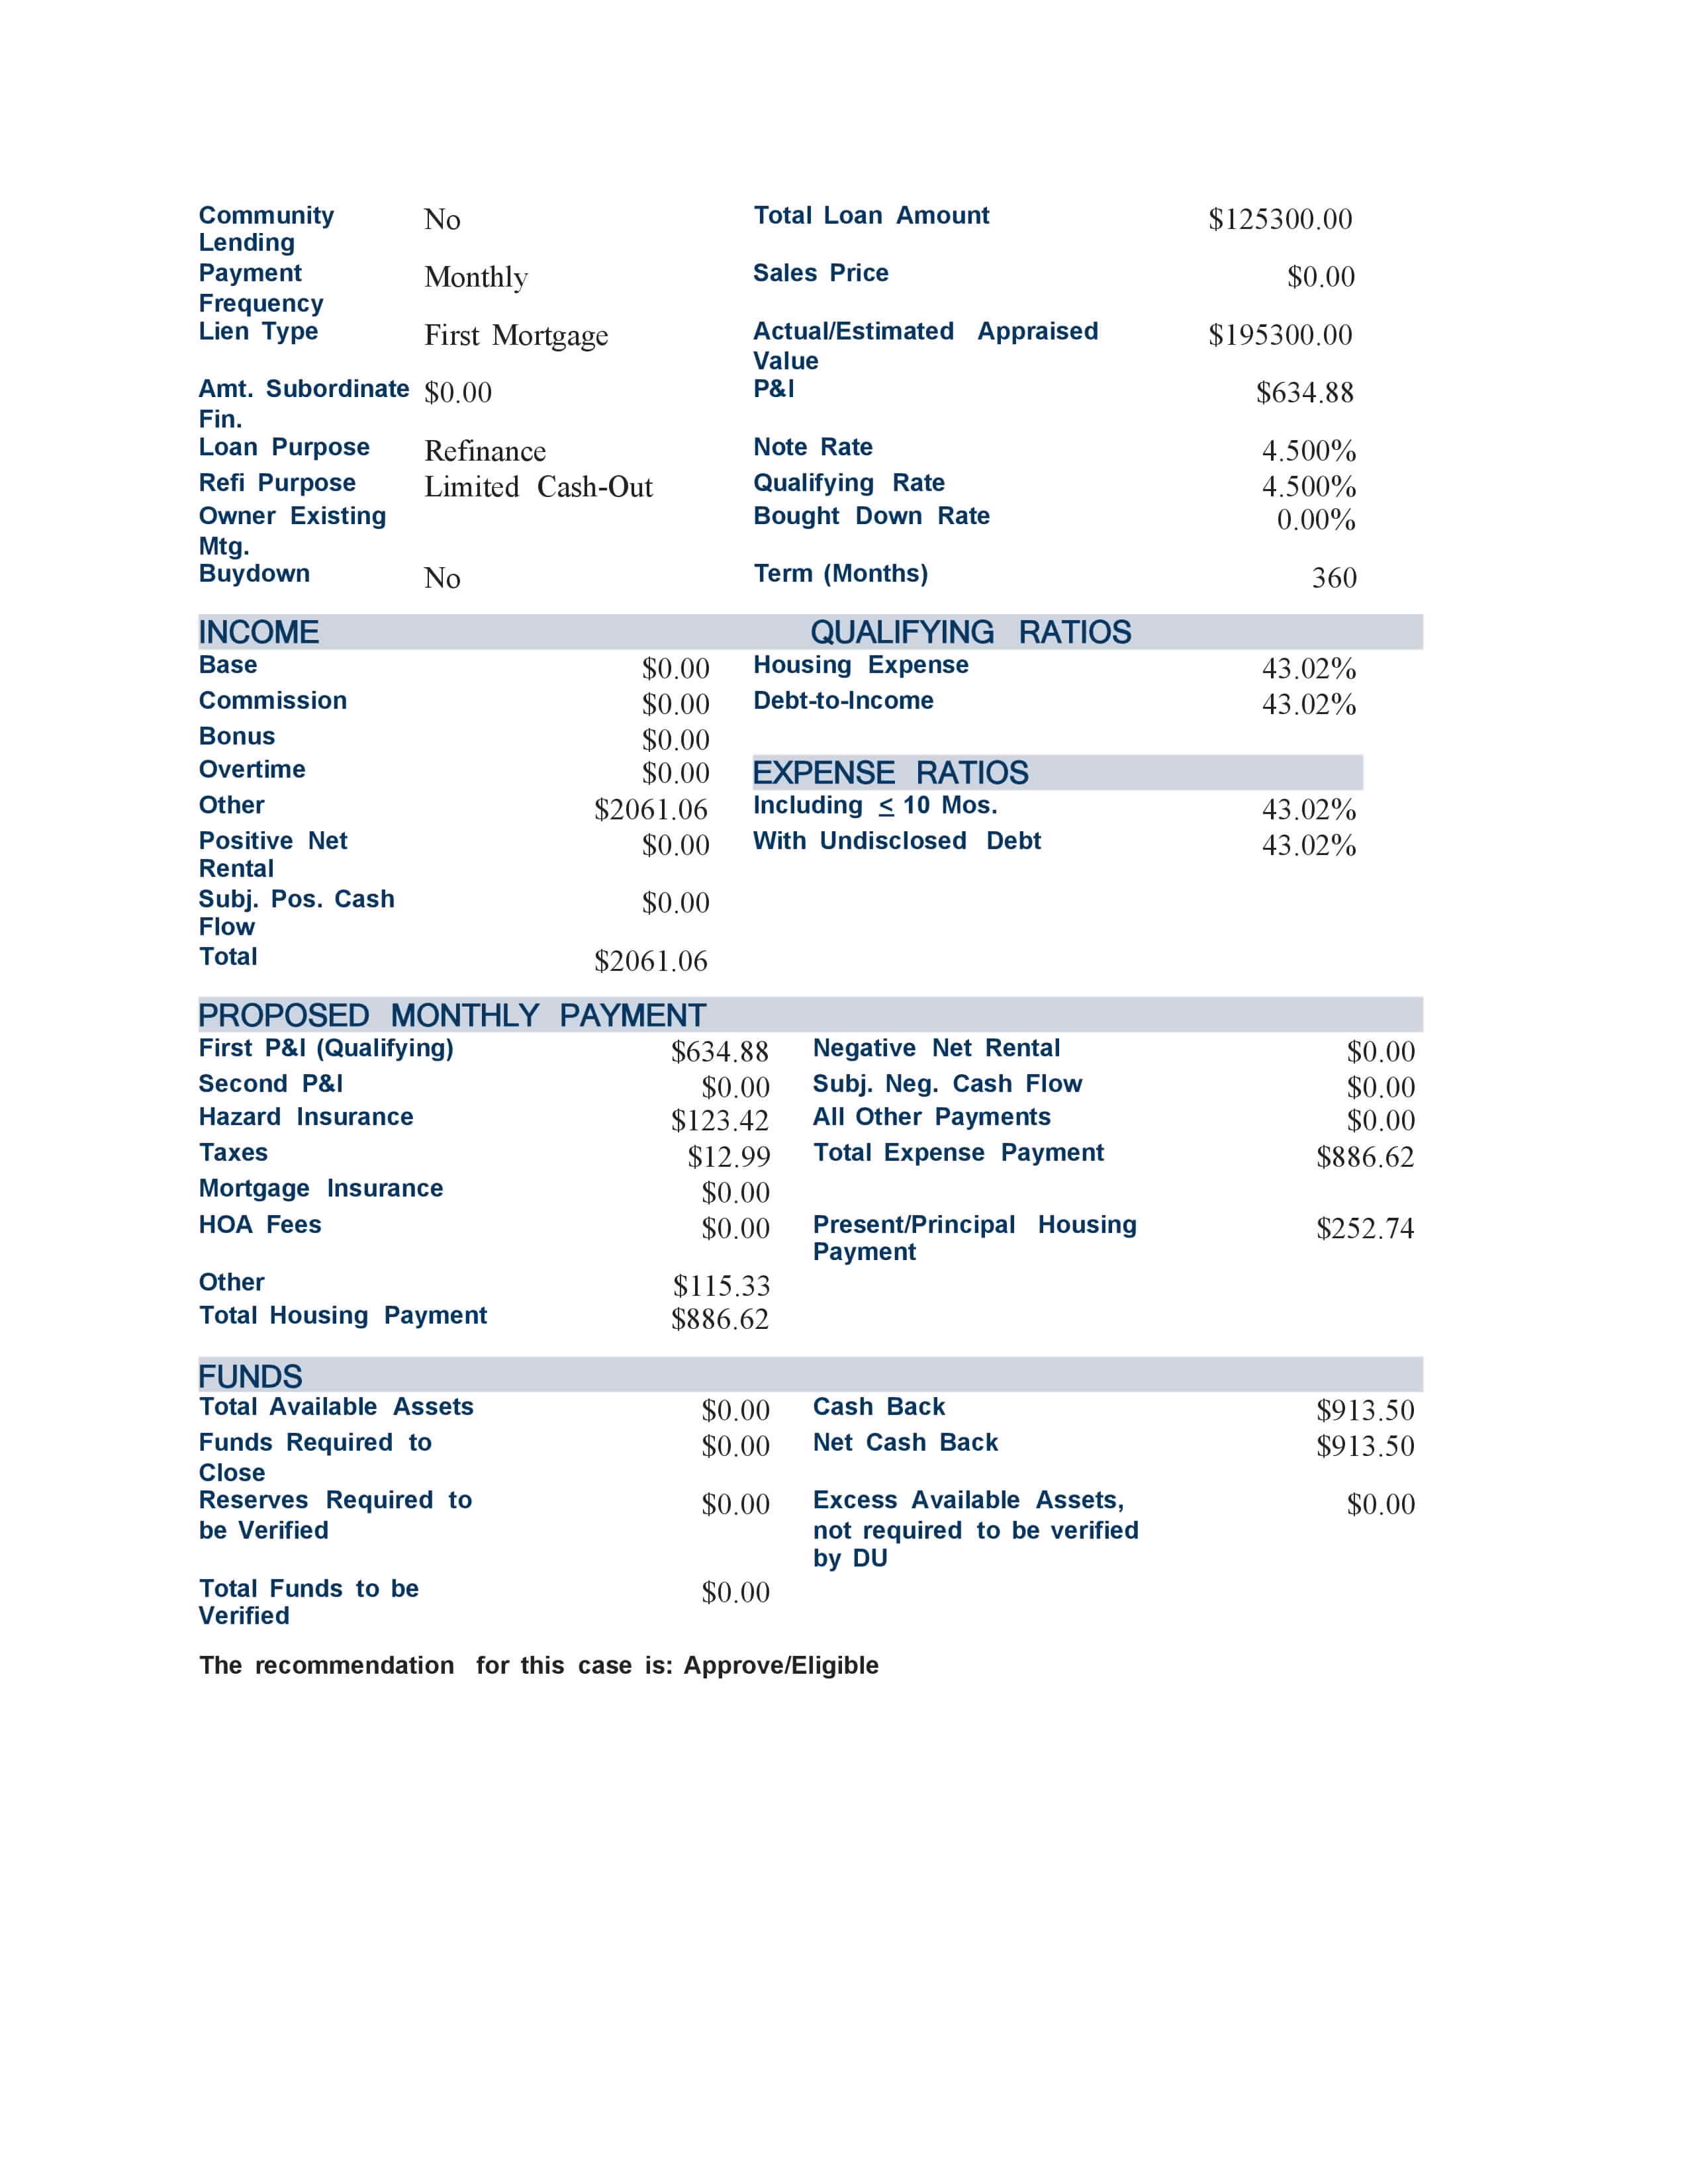 Community No Total Loan Amount $125300.00
Lending
Payment Monthly Sales Price $0.00
Frequency
Lien Type First Mortgage Actual/Estimated Appraised $195300.00
Value
Amt. Subordinate $0.00 P&I $634.88
Fin.
Loan Purpose Refinance Note Rate 4.500%
Refi Purpose Limited Cash-Out Qualifying Rate 4.500%
Owner Existing Bought Down Rate 0.00%
Mtg.
Buydown No Term (Months) 360
INCOME QUALIFYING RATIOS
Base $0.00 Housing Expense 43.02%
Commission $0.00 Debt-to-Income 43.02%
Bonus $0.00
Overtime $0.00 EXPENSE RATIOS
Other $2061.06 Including ≤ 10 Mos. 43.02%
Positive Net $0.00 With Undisclosed Debt 43.02%
Rental
Subj. Pos. Cash $0.00
Flow
Total $2061.06
PROPOSED MONTHLY PAYMENT
First P&I (Qualifying) $634.88 Negative Net Rental $0.00
Second P&I $0.00 Subj. Neg. Cash Flow $0.00
Hazard Insurance $123.42 All Other Payments $0.00
Taxes $12.99 Total Expense Payment $886.62
Mortgage Insurance $0.00
HOA Fees $0.00 Present/Principal Housing $252.74
Payment
Other $115.33
Total Housing Payment $886.62
FUNDS
Total Available Assets $0.00 Cash Back $913.50
Funds Required to $0.00 Net Cash Back $913.50
Close
Reserves Required to $0.00 Excess Available Assets, $0.00
be Verified not required to be verified
by DU
Total Funds to be $0.00
Verified
The recommendation for this case is: Approve/Eligible